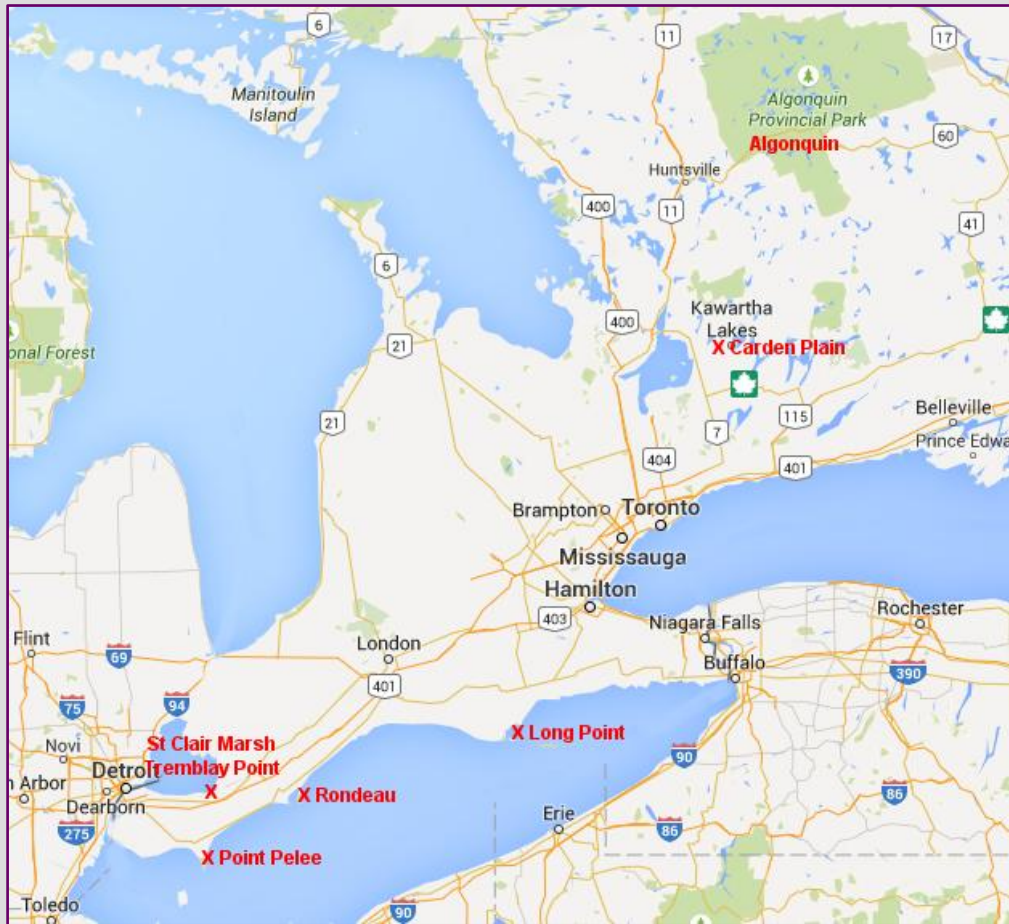 6
11
17
Manitoulin
Island
Algonquin
Provincial Park
Algonquin
60
Huntsville
400
11
41
6
400
Kawartha
Lakes
X Carden Plain
21
21
115
Belleville
Prince Edwa
7
404
401
onal Forest
Brampton
Toronto
Mississauga
Hamilton
403
Niagara Falls
Rochester
Buffalo
390
Flint
69
London
401
75
94
Novi
St Clair Marsh
Tremblay Point
X
X Long Point
90
Detroit
n Arbor
Dearborn
X Rondeau
86
275
Erie
86
X Point Pelee
Toledo
90